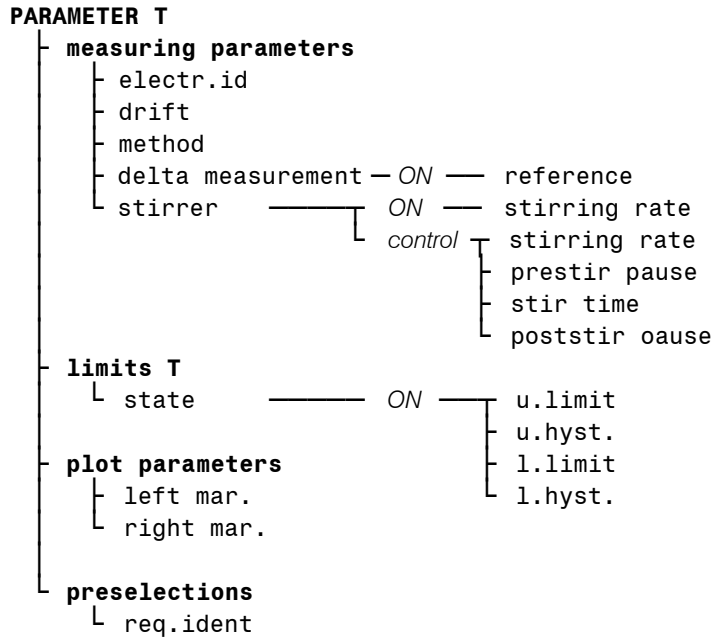 PARAMETER T
measuring parameters
electr.id
drift
method
delta measurement ON reference
stirrer ON stirring rate
control stirring rate
prestir pause
stir time
poststir oause
limits T
state ON u.limit
u.hyst.
plot parameters l.limit
left mar. l.hyst.
right mar.
preselections
req.ident